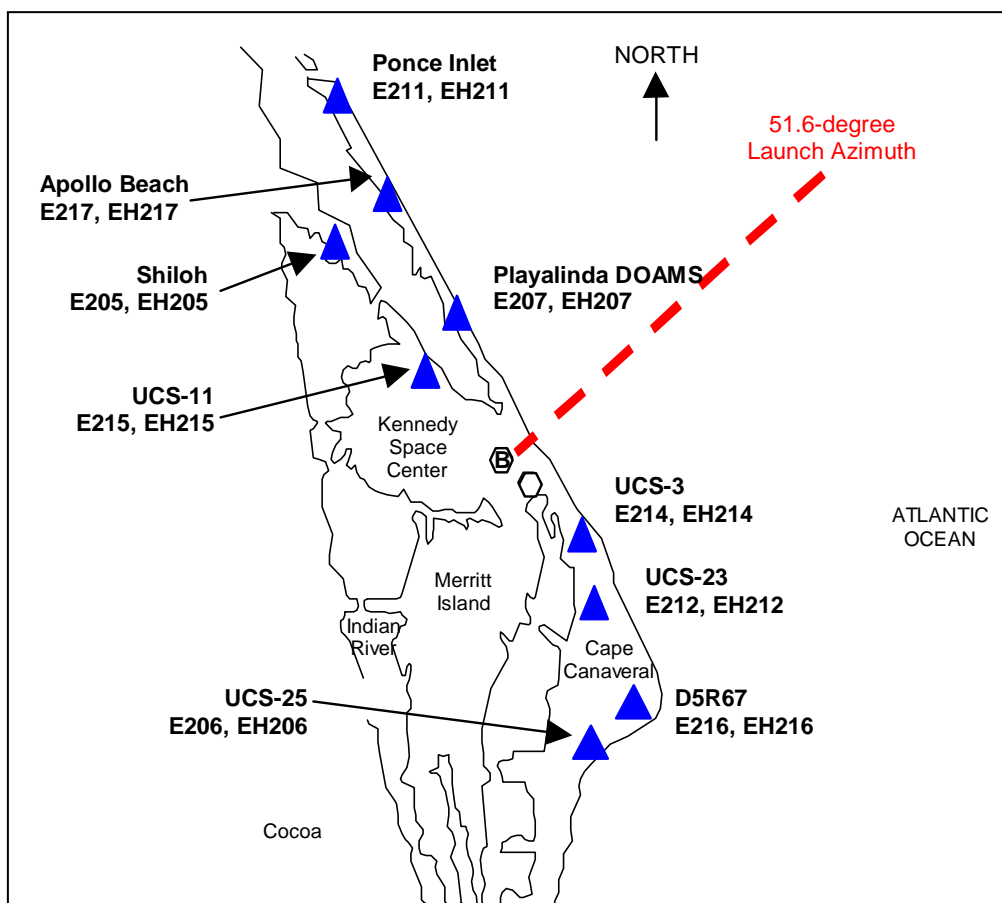 Ponce Inlet
E211, EH211
NORTH
51.6-degree
Launch Azimuth
Apollo Beach
E217, EH217
Shiloh
E205, EH205
Playalinda DOAMS
E207, EH207
UCS-11
E215, EH215
Kennedy
Space
Center
B
UCS-3
E214, EH214
ATLANTIC
OCEAN
UCS-23
E212, EH212
Merritt
Island
Indian
River
Cape
Canaveral
UCS-25
E206, EH206
D5R67
E216, EH216
Cocoa